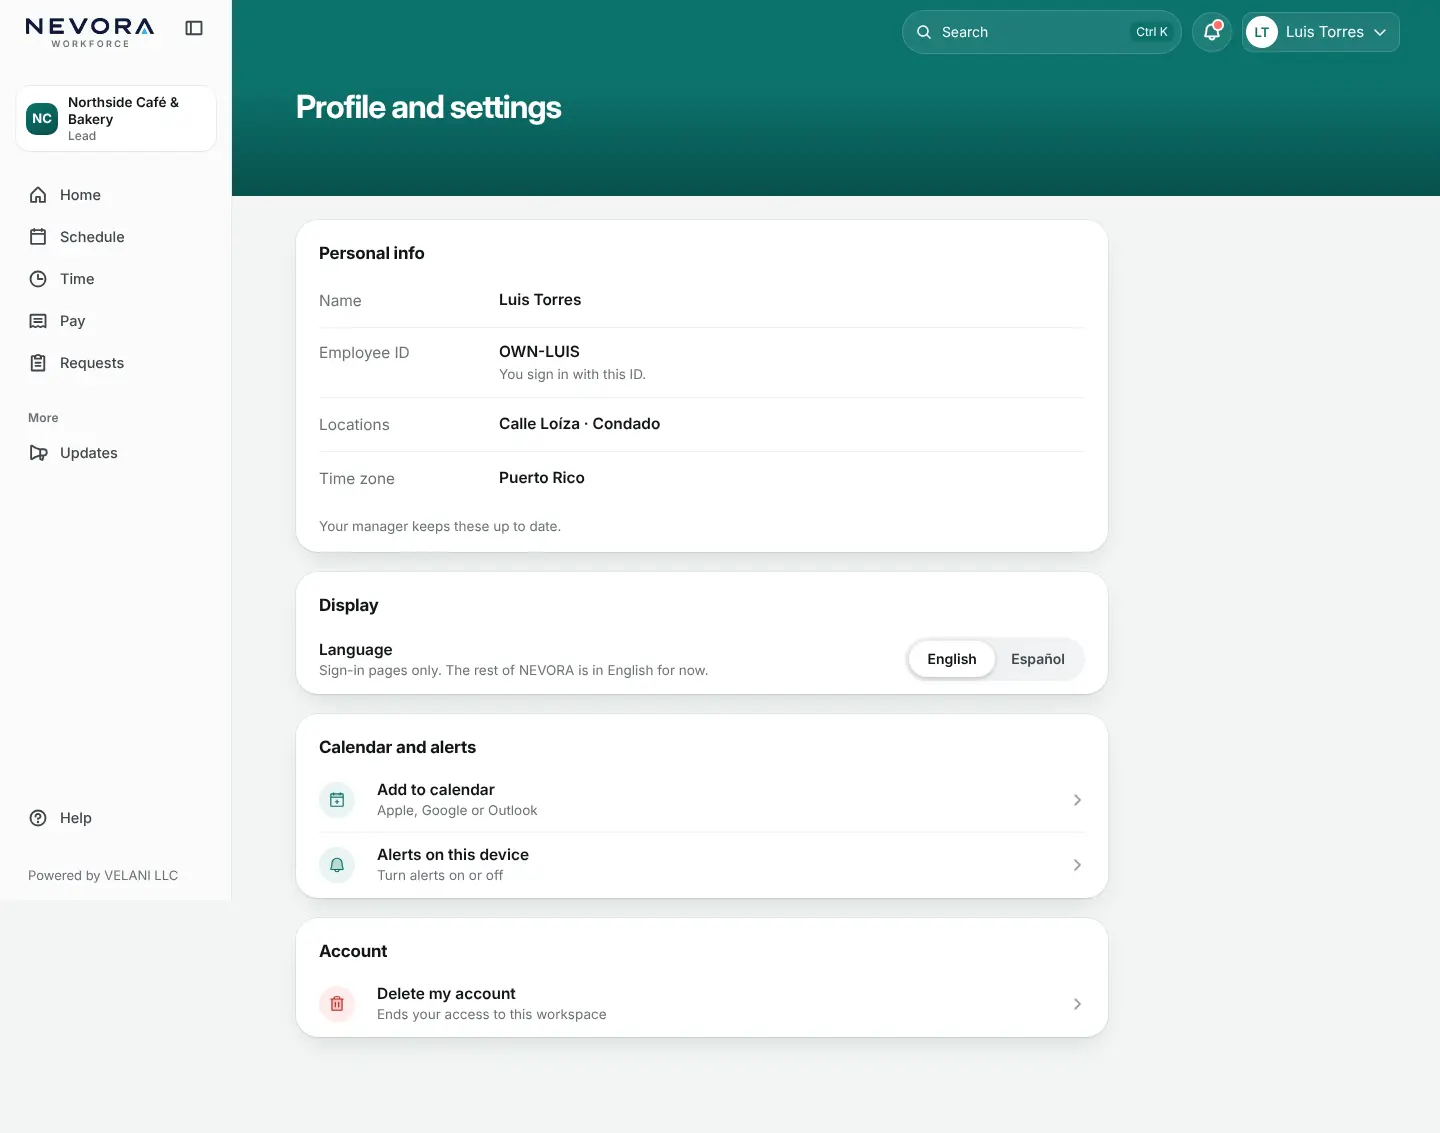 NEVORA
WORKFORCE
Search
Ctrl K
LT
Luis Torres
NC
Northside Café &
Bakery
Lead
Home
Schedule
Time
Pay
Requests
More
Updates
Help
Powered by VELANI LLC
Profile and settings
Personal info
Name
Luis Torres
Employee ID
OWN-LUIS
You sign in with this ID.
Locations
Calle Loíza · Condado
Time zone
Puerto Rico
Your manager keeps these up to date.
Display
Language
Sign-in pages only. The rest of NEVORA is in English for now.
English
Español
Calendar and alerts
Add to calendar
Apple, Google or Outlook
Alerts on this device
Turn alerts on or off
Account
Delete my account
Ends your access to this workspace